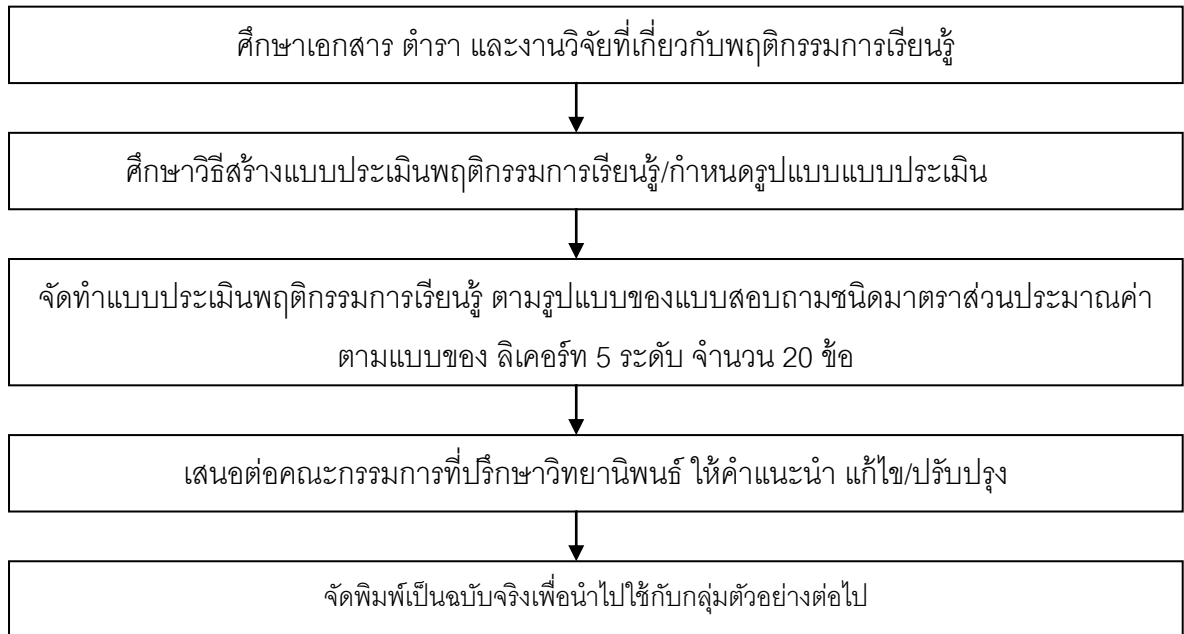 ศึกษาเอกสาร ตำรา และงานวิจัยที่เกี่ยวกับพฤติกรรมการเรียนรู้
ศึกษาวิธีสร้างแบบประเมินพฤติกรรมการเรียนรู้/กำหนดรูปแบบแบบประเมิน
จัดทำแบบประเมินพฤติกรรมการเรียนรู้ ตามรูปแบบของแบบสอบถามชนิดมาตราส่วนประมาณค่า
ตามแบบของ ลิเคอร์ท 5 ระดับ จำนวน 20 ข้อ
เสนอต่อคณะกรรมการที่ปรึกษาวิทยานิพนธ์ ให้คำแนะนำ แก้ไข/ปรับปรุง
จัดพิมพ์เป็นฉบับจริงเพื่อนำไปใช้กับกลุ่มตัวอย่างต่อไป